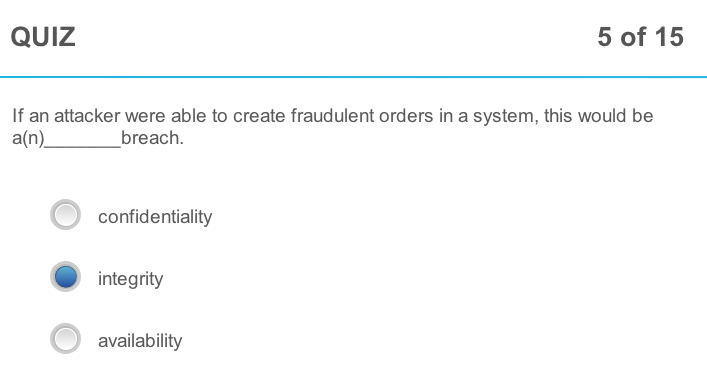 QUIZ 5 of 15
If an attacker were able to create fraudulent orders in a system, this would be
a(n)________breach.
confidentiality
integrity
availability